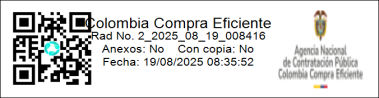 Colombia Compra Eficiente
Rad No. 2_2025_08_19_008416
Anexos: No Con copia: No
Fecha: 19/08/2025 08:35:52
Agencia Nacional
de Contratación Pública
Colombia Compra Eficiente